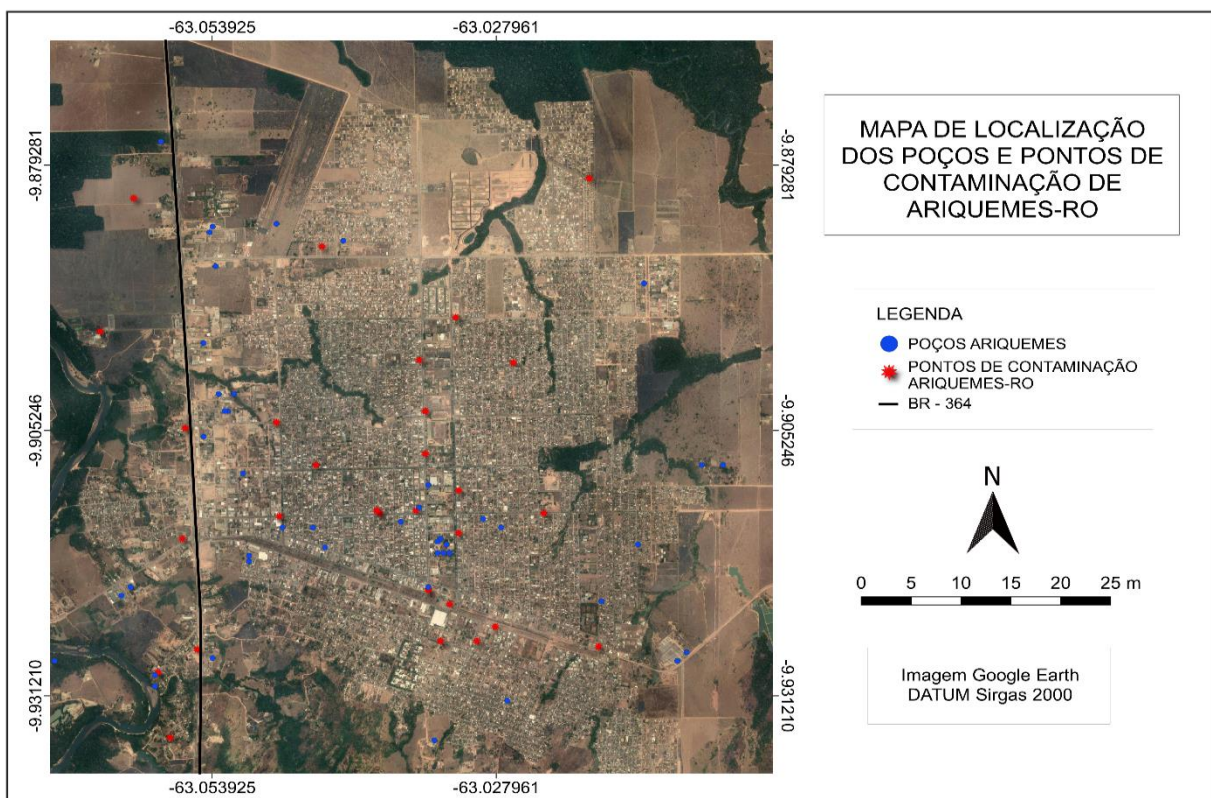 -63.053925
-63.027961
-9.879281
-9.879281
MAPA DE LOCALIZAÇÃO
DOS POÇOS E PONTOS DE
CONTAMINAÇÃO DE
ARIQUEMES-RO
LEGENDA
POÇOS ARIQUEMES
PONTOS DE CONTAMINAÇÃO
ARIQUEMES-RO
BR - 364
-9.905246
-9.905246
N
0 5 10 15 20 25 m
Imagem Google Earth
DATUM Sirgas 2000
-9.931210
-9.931210
-63.053925
-63.027961